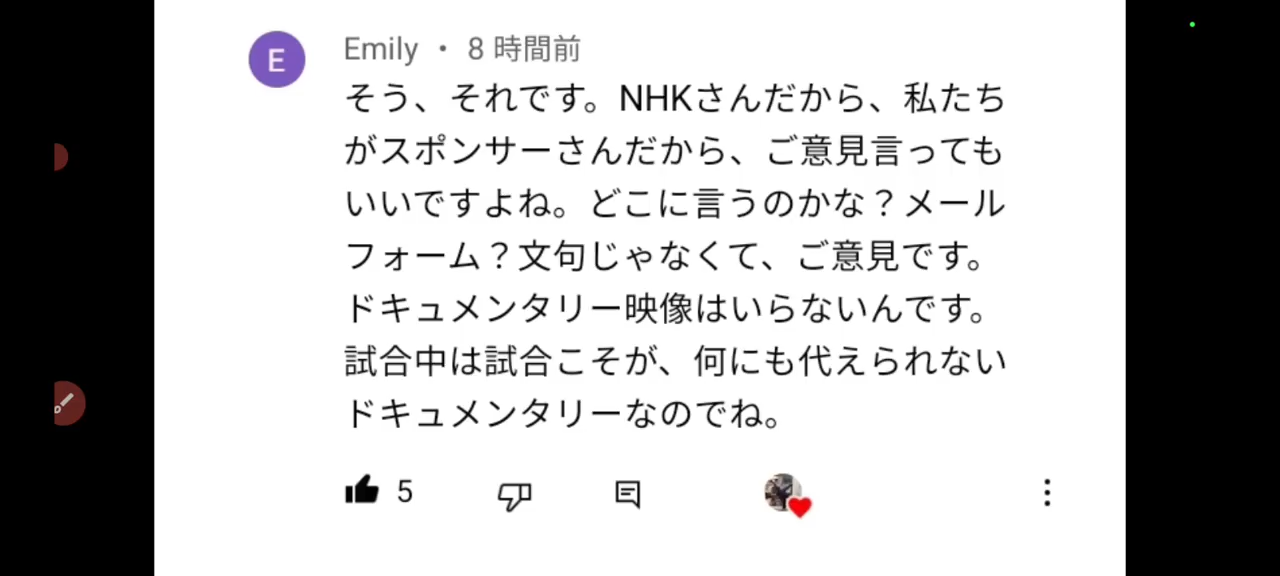 E
Emily ・ 8 時間前
そう、それです。NHKさんだから、私たち
がスポンサーさんだから、ご意見言っても
いいですよね。どこに言うのかな？メール
フォーム？文句じゃなくて、ご意見です。
ドキュメンタリー映像はいらないんです。
試合中は試合こそが、何にも代えられない
ドキュメンタリーなのでね。
5